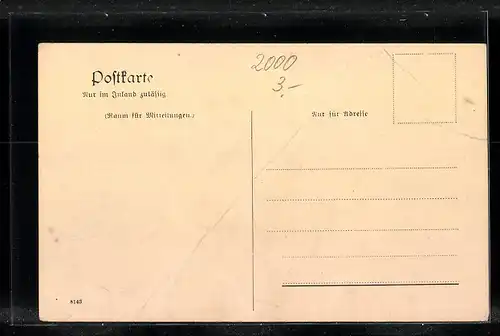 2000
3.-
Postkarte
Nur im Inland zulässig.
(Raum für Mitteilungen.)
Nur für Adresse
8143